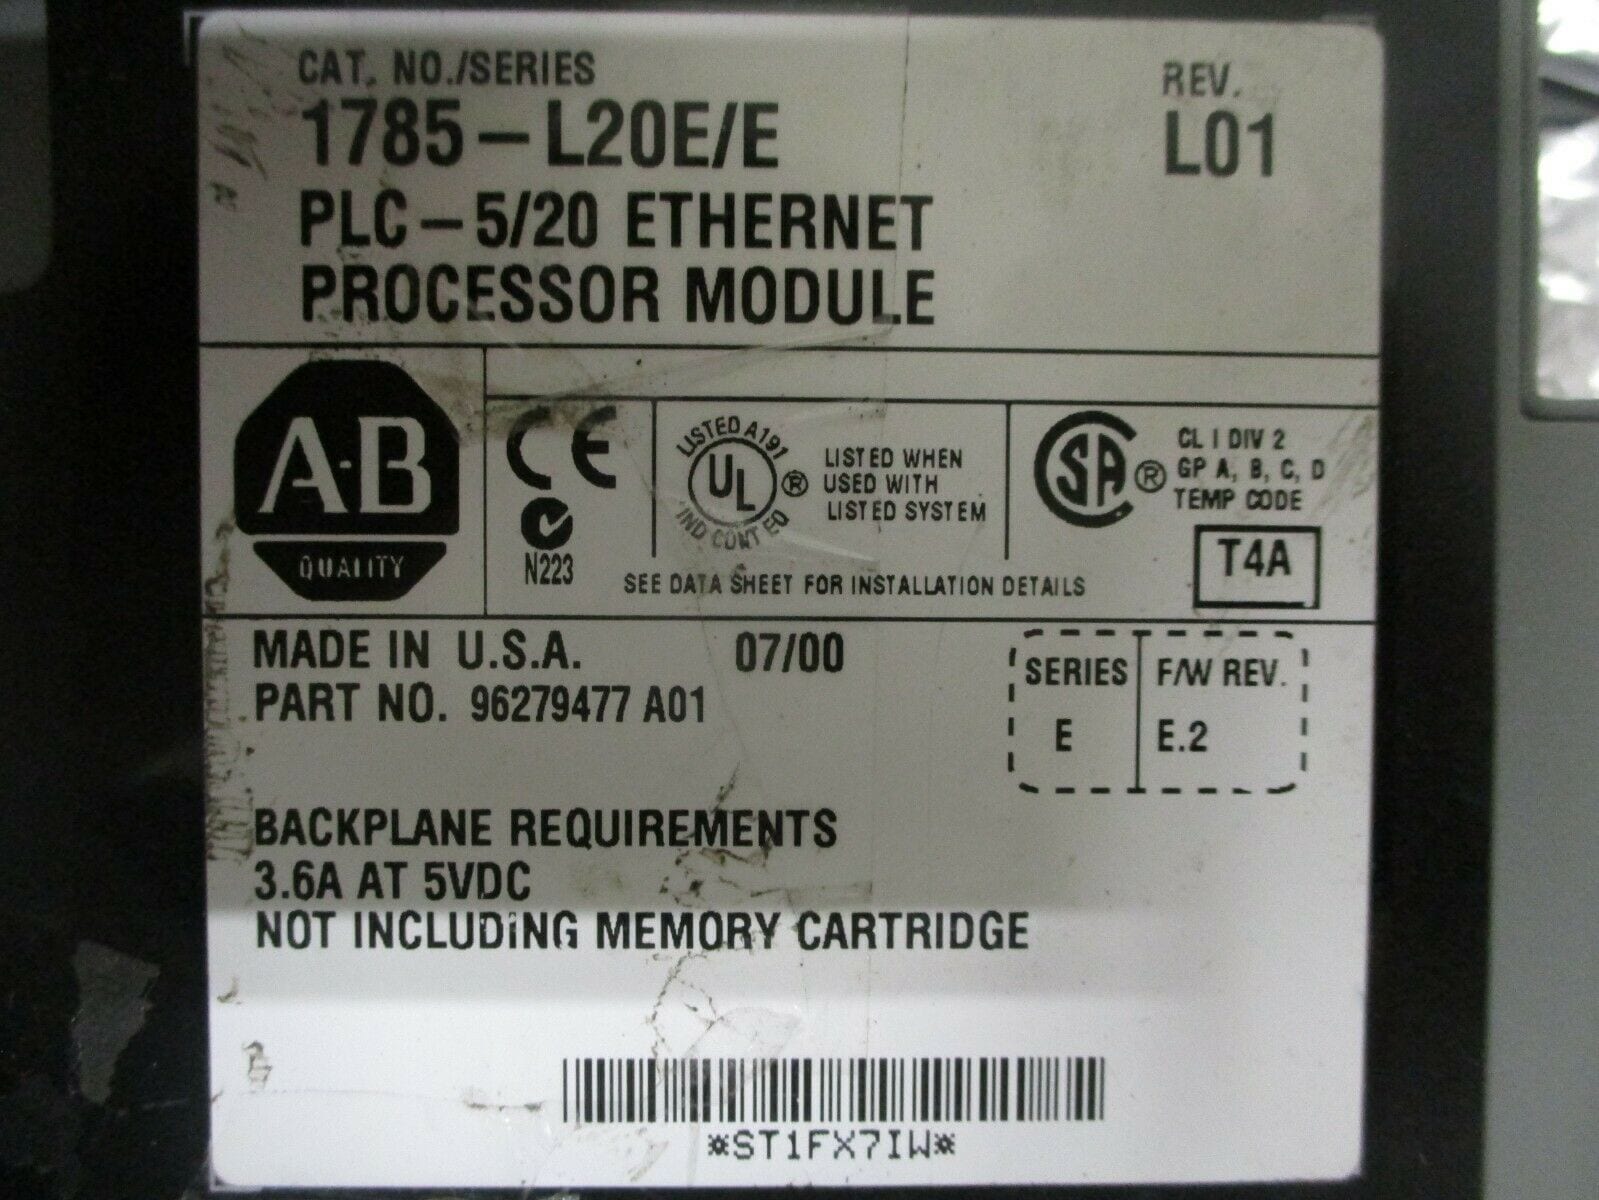 CAT. NO./SERIES
1785-L20E/E
PLC-5/20 ETHERNET
PROCESSOR MODULE
REV.
L01
A-B
QUALITY
CE
N223
LISTED A191
UL
®
IND CONT EQ
LISTED WHEN
USED WITH
LISTED SYSTEM
SA
®
CL I DIV 2
GP A, B, C, D
TEMP CODE
T4A
SEE DATA SHEET FOR INSTALLATION DETAILS
MADE IN U.S.A. 07/00
PART NO. 96279477 A01
SERIES F/W REV.
E E.2
BACKPLANE REQUIREMENTS
3.6A AT 5VDC
NOT INCLUDING MEMORY CARTRIDGE
*ST1FX7IW*